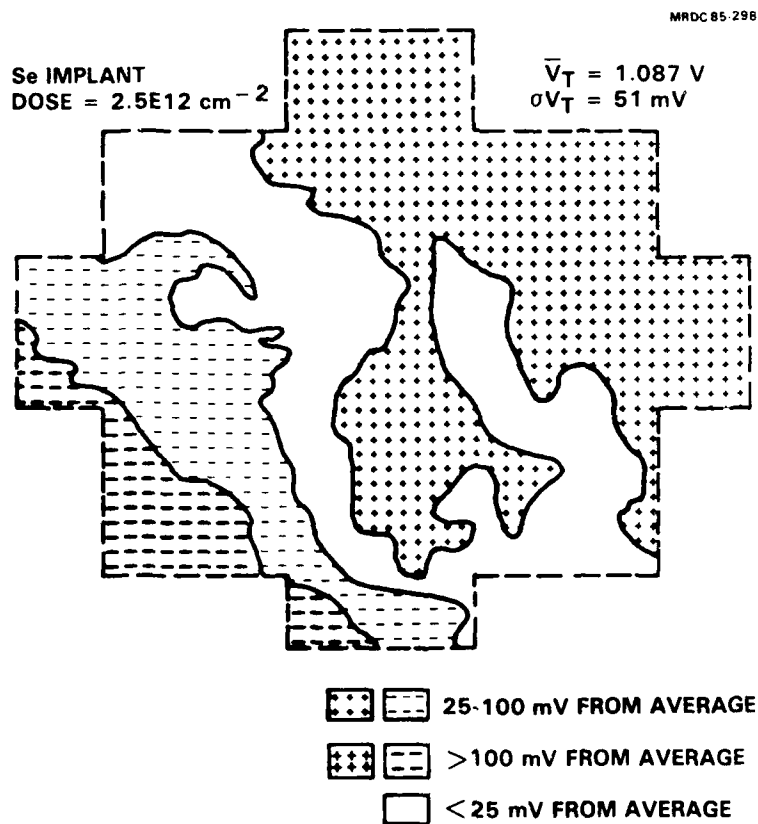 MRDC 85-298
Se IMPLANT
DOSE = 2.5E12 cm⁻²
V̅T = 1.087 V
σVT = 51 mV
25-100 mV FROM AVERAGE
>100 mV FROM AVERAGE
<25 mV FROM AVERAGE